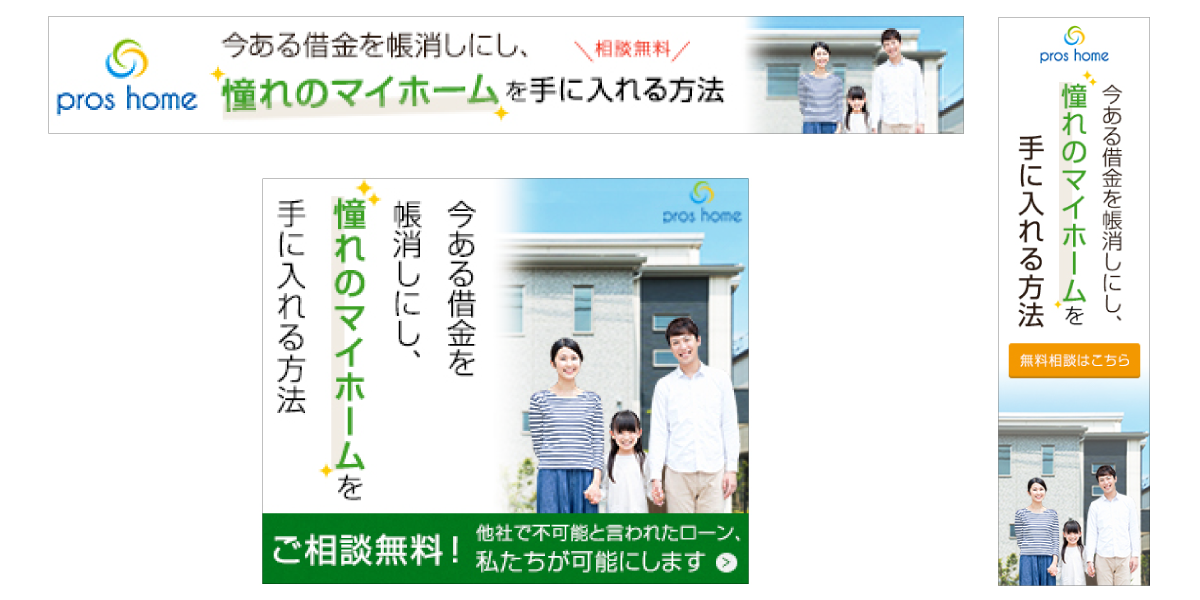 pros home
今ある借金を帳消しにし、
＼相談無料／
憧れのマイホームを手に入れる方法
pros home
今ある借金を
帳消しにし、
憧れのマイホームを
手に入れる方法
ご相談無料！
他社で不可能と言われたローン、
私たちが可能にします
pros home
今ある借金を帳消しにし、
憧れのマイホームを
手に入れる方法
無料相談はこちら